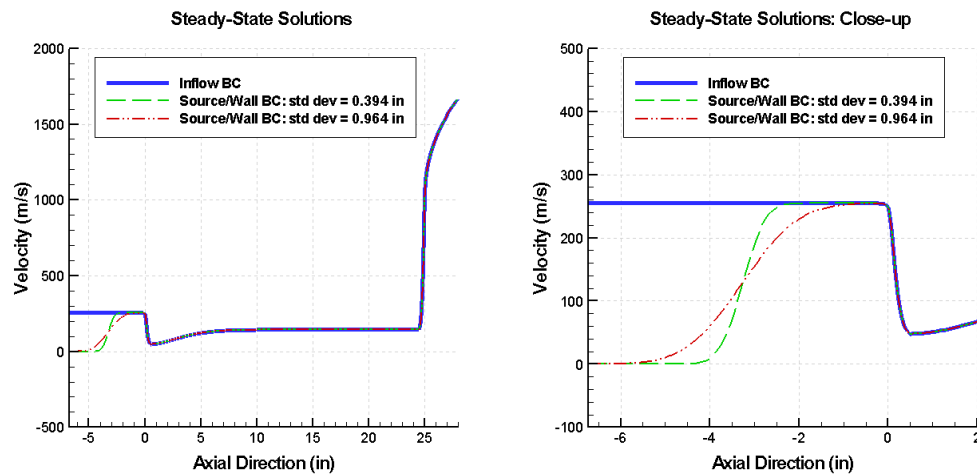 Steady-State Solutions
2000
1500
1000
500
0
-500
Velocity (m/s)
Inflow BC
Source/Wall BC: std dev = 0.394 in
Source/Wall BC: std dev = 0.964 in
-5 0 5 10 15 20 25
Axial Direction (in)
Steady-State Solutions: Close-up
500
400
300
200
100
0
-100
Velocity (m/s)
Inflow BC
Source/Wall BC: std dev = 0.394 in
Source/Wall BC: std dev = 0.964 in
-6 -4 -2 0 2
Axial Direction (in)